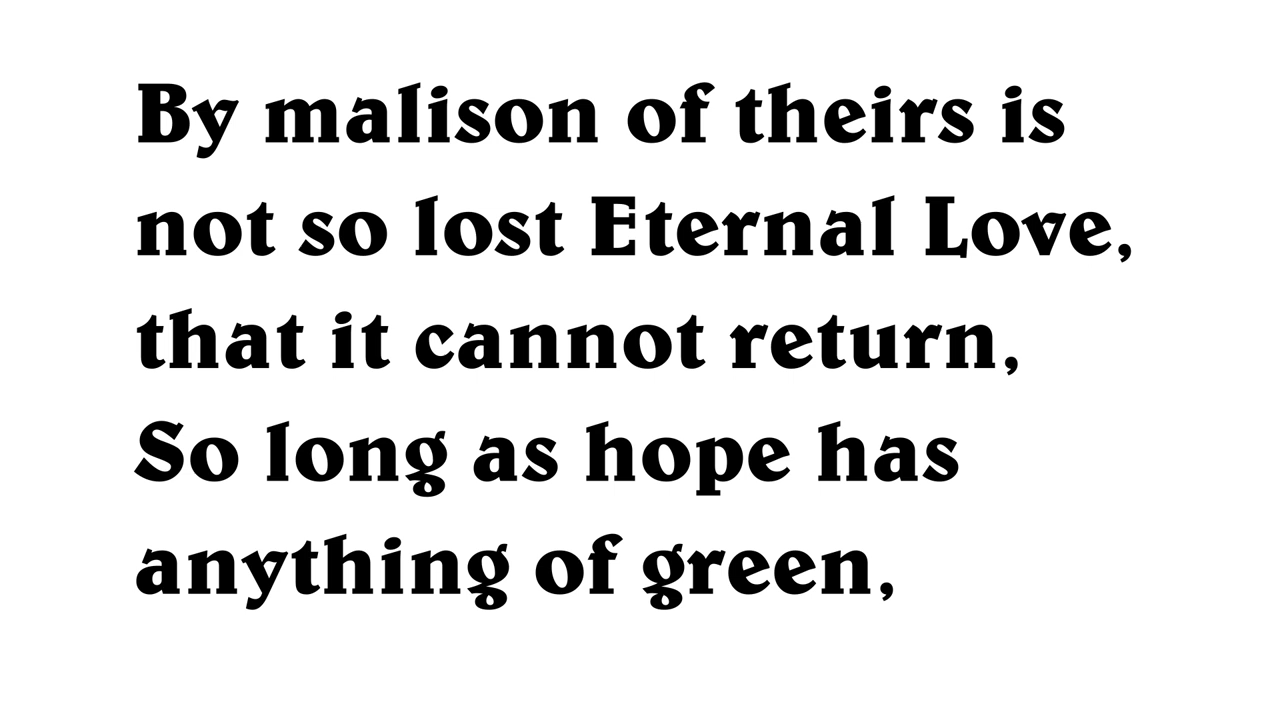 By malison of theirs is
not so lost Eternal Love,
that it cannot return,
So long as hope has
anything of green,